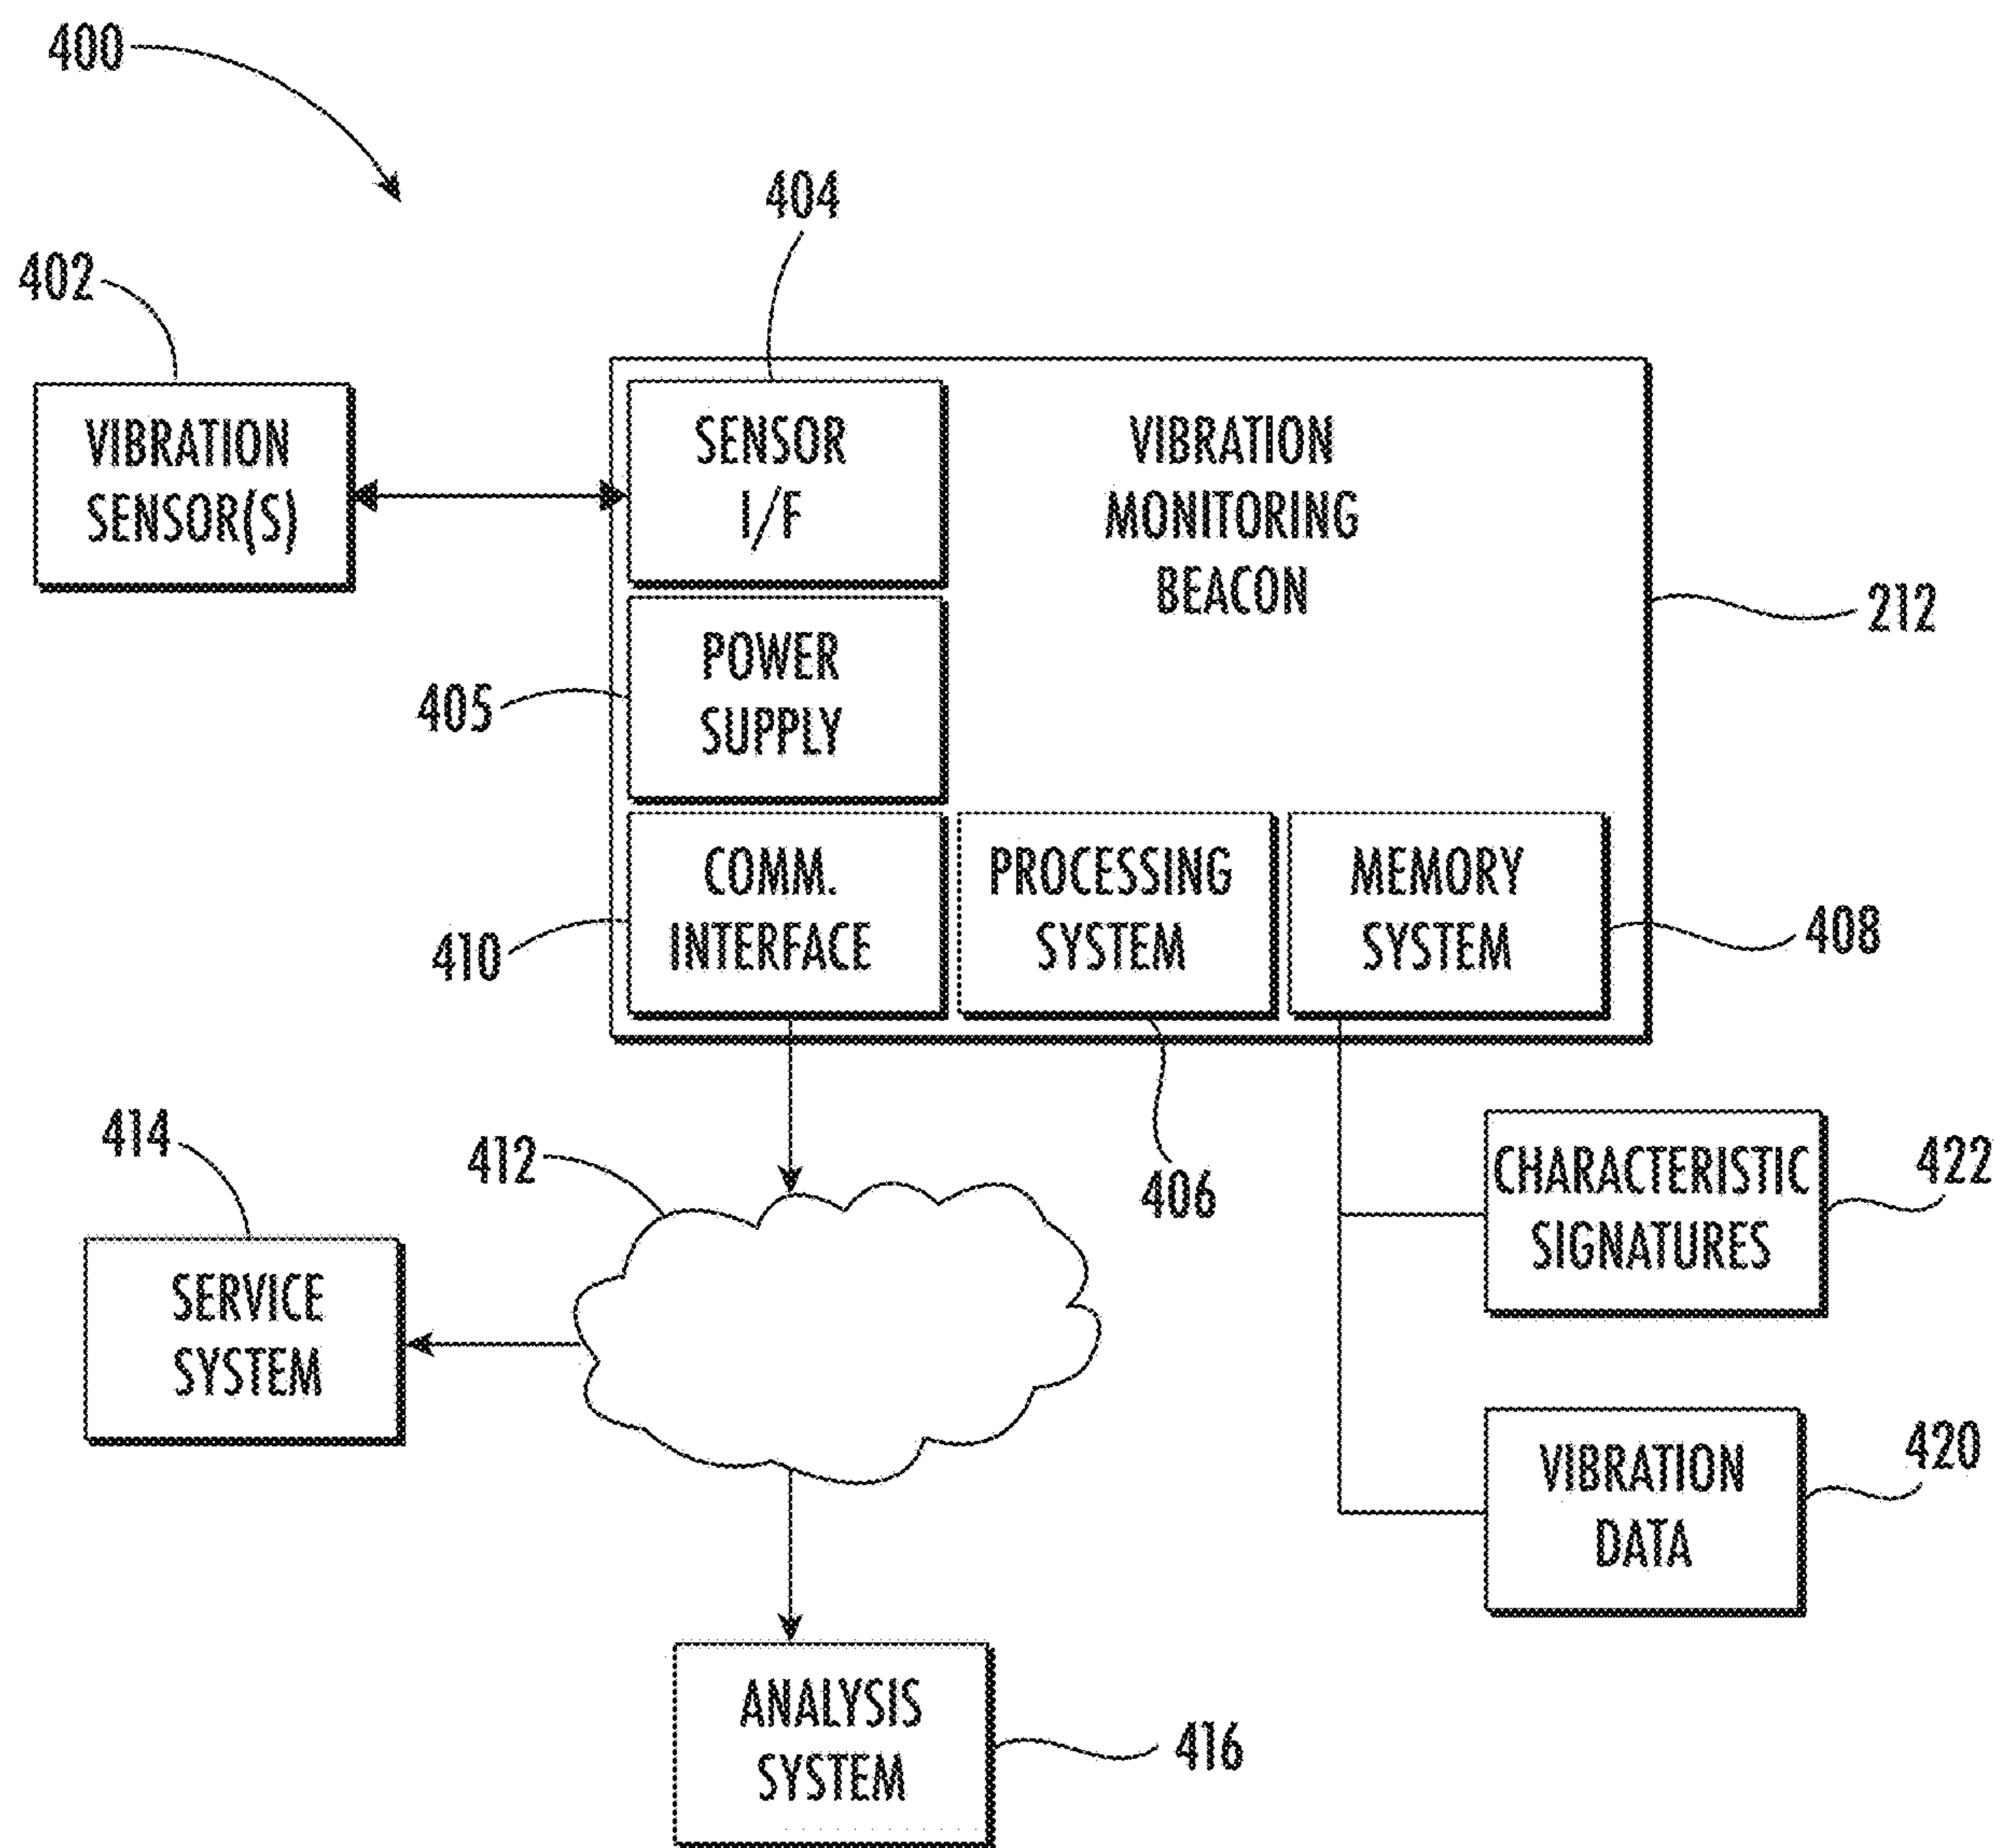 400
404
402
VIBRATION
SENSOR(S)
SENSOR
I/F
VIBRATION
MONITORING
BEACON
212
POWER
SUPPLY
405
COMM.
INTERFACE
410
PROCESSING
SYSTEM
MEMORY
SYSTEM
408
414
412
406
CHARACTERISTIC
SIGNATURES
422
SERVICE
SYSTEM
VIBRATION
DATA
420
ANALYSIS
SYSTEM
416